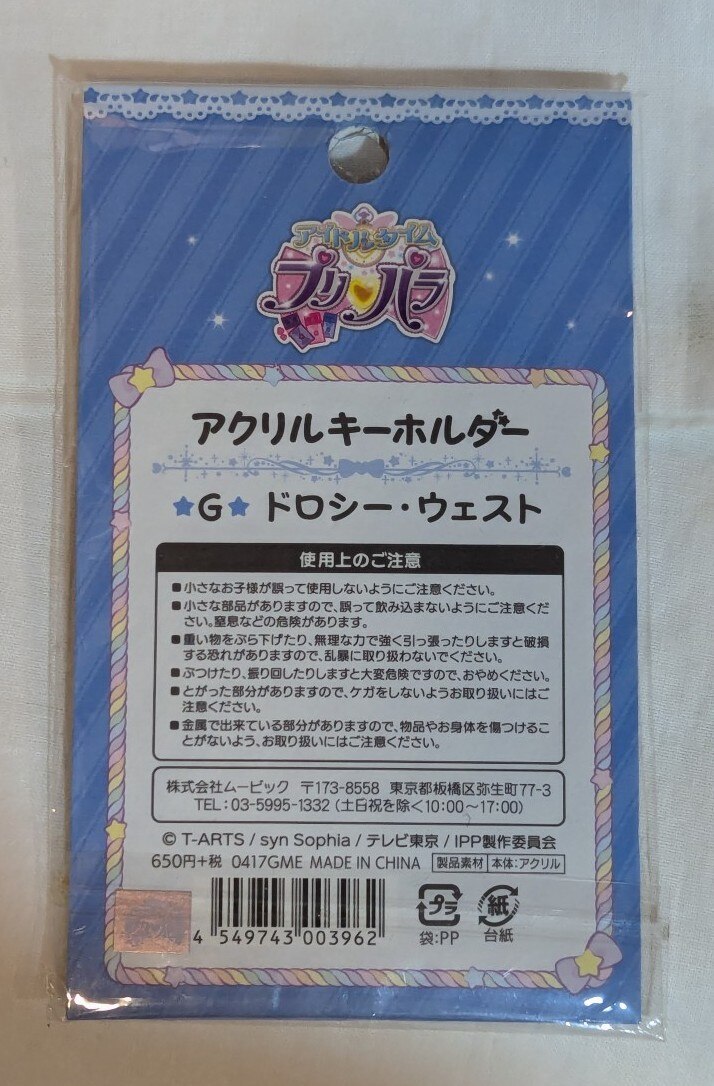 アイドルタイム
プリパラ
アクリルキーホルダー
★G★ ドロシー・ウェスト
使用上のご注意
■小さなお子様が誤って使用しないようにご注意ください。
■小さな部品がありますので、誤って飲み込まないようにご注意くだ
さい。窒息などの危険があります。
■重い物をぶら下げたり、無理な力で強く引っ張ったりしますと破損
する恐れがありますので、乱暴に取り扱わないでください。
■ぶつけたり、振り回したりしますと大変危険ですので、おやめください。
■とがった部分がありますので、ケガをしないようお取り扱いにはご
注意ください。
■金属で出来ている部分がありますので、物品やお身体を傷つけるこ
とがないよう、お取り扱いにはご注意ください。
株式会社ムービック 〒173-8558 東京都板橋区弥生町77-3
TEL:03-5995-1332(土日祝を除く10:00~17:00)
© T-ARTS / syn Sophia / テレビ東京 / IPP製作委員会
650円+税 0417GME MADE IN CHINA 製品素材 本体:アクリル
4 549743 003962
プラ 紙
袋:PP 台紙